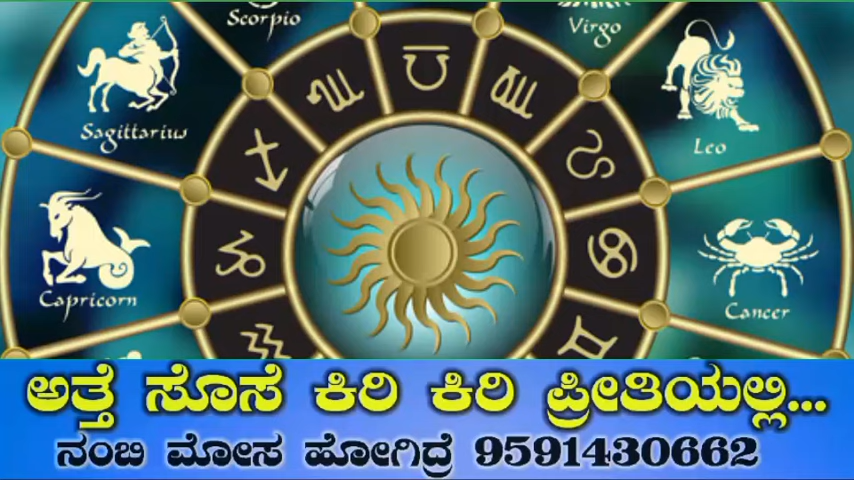 Scorpio
Virgo
Sagittarius
Leo
Capricorn
Cancer
ಅತ್ತೆ ಸೊಸೆ ಕಿರಿ ಕಿರಿ ಪ್ರೀತಿಯಲ್ಲಿ...
ನಂಬಿ ಮೋಸ ಹೋಗಿದ್ರೆ 9591430662